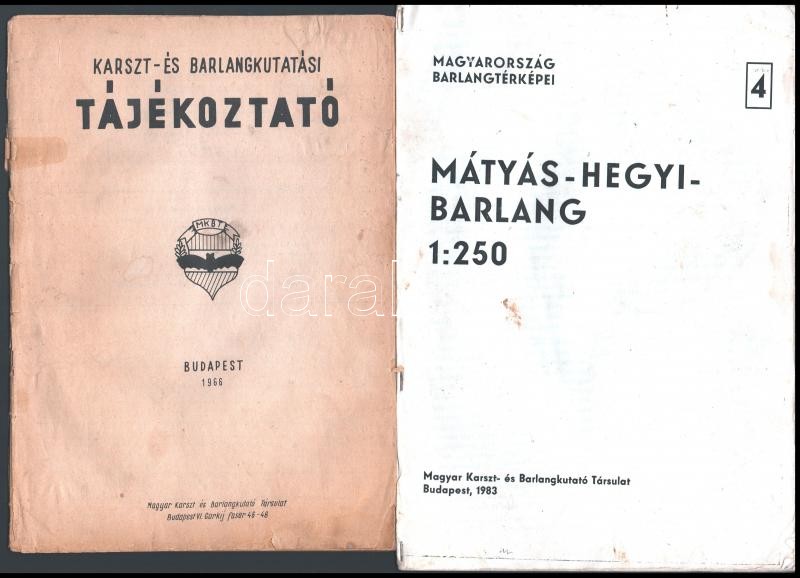 KARSZT-ÉS BARLANGKUTATÁSI
TÁJÉKOZTATÓ
MKBT
BUDAPEST
1966
Magyar Karszt és Barlangkutató Társulat
Budapest VI. Gorkij fasor 46-48
MAGYARORSZÁG
BARLANGTÉRKÉPEI
4
MÁTYÁS-HEGYI-
BARLANG
1:250
Magyar Karszt- és Barlangkutató Társulat
Budapest, 1983